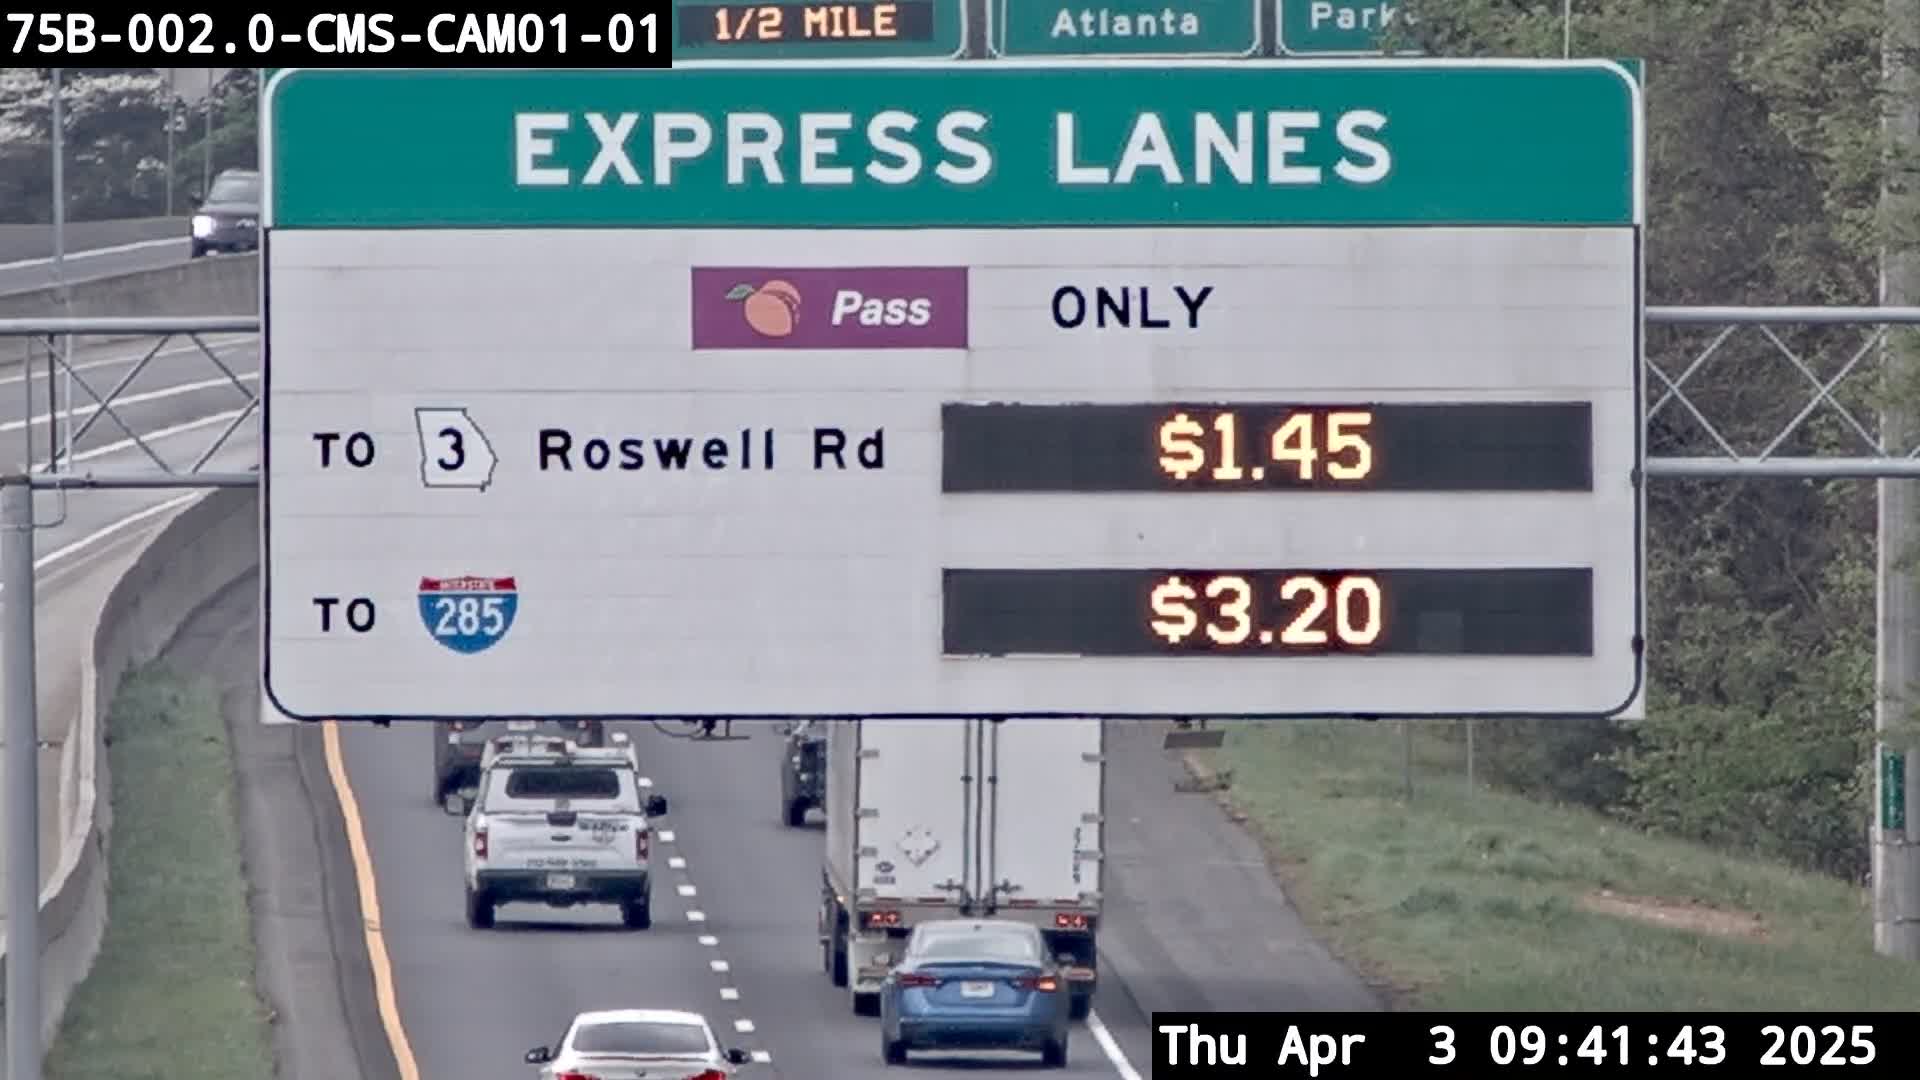 75B-002.0-CMS-CAM01-01
1/2 MILE
Atlanta
EXPRESS LANES
Pass ONLY
TO 3 Roswell Rd $1.45
TO INTERSTATE 285 $3.20
Thu Apr 3 09:41:43 2025